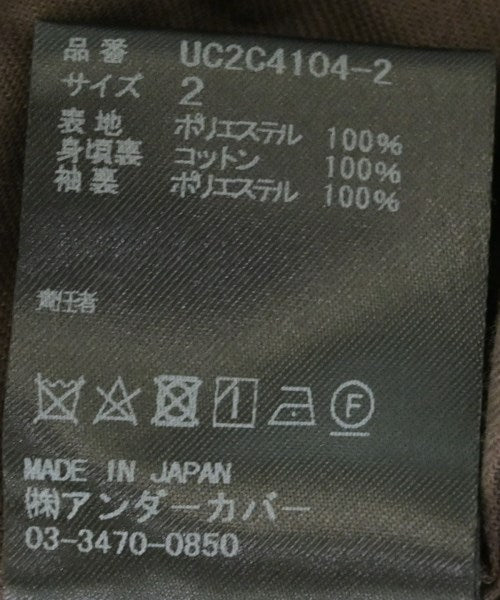 品番 UC2C4104-2
サイズ 2
表地 ポリエステル 100%
身頃裏 コットン 100%
袖裏 ポリエステル 100%
責任者
F
MADE IN JAPAN
㈱アンダーカバー
03-3470-0850